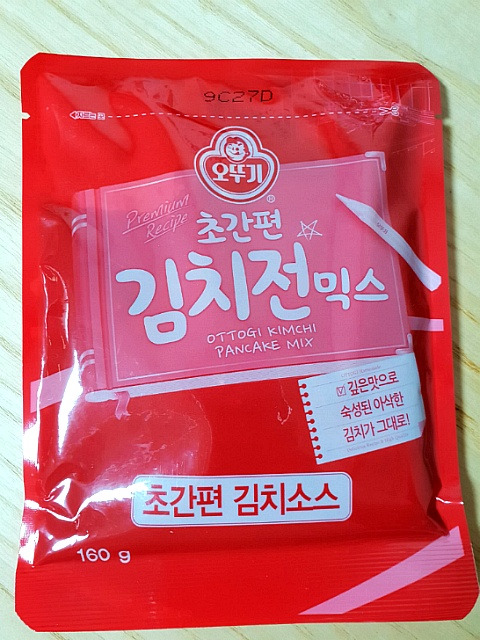 9C27D
오뚜기
®
Premium
Recipe
초간편
김치전믹스
OTTOGI KIMCHI
PANCAKE MIX
깊은맛으로
숙성된 아삭한
김치가 그대로!
초간편 김치소스
160 g